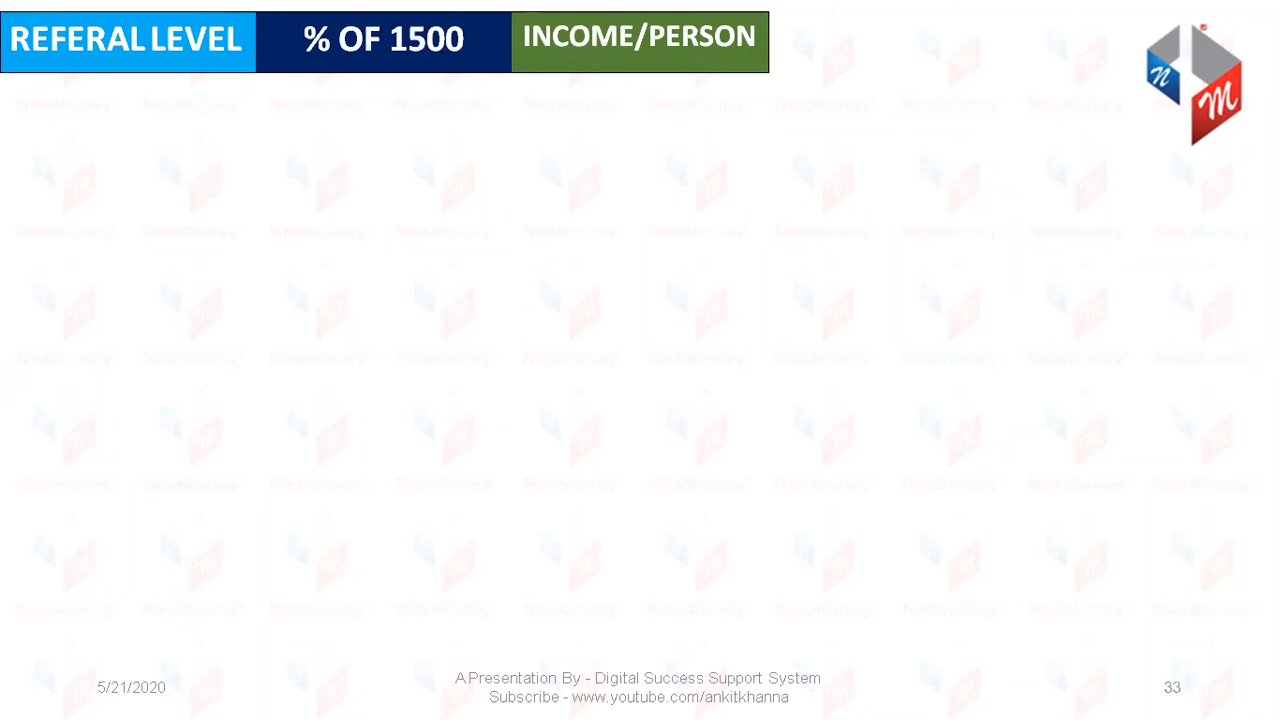 REFERAL LEVEL % OF 1500 INCOME/PERSON
n
m
5/21/2020
A Presentation By - Digital Success Support System
Subscribe - www.youtube.com/ankitkhanna
33